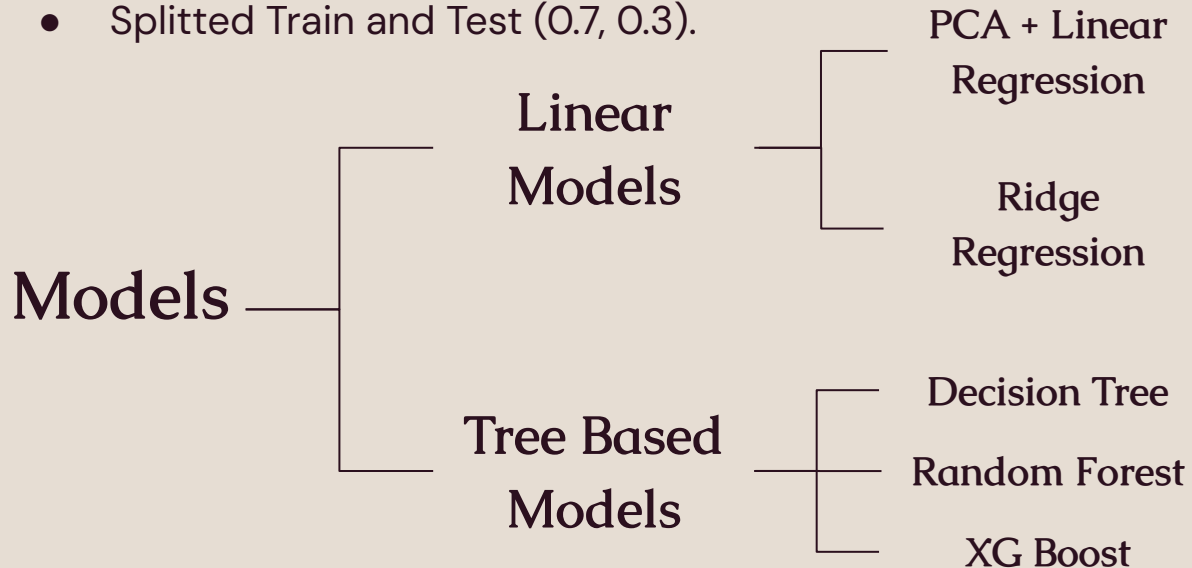 ● Splitted Train and Test (0.7, 0.3).
Models
Linear
Models
PCA + Linear
Regression
Ridge
Regression
Tree Based
Models
Decision Tree
Random Forest
XG Boost